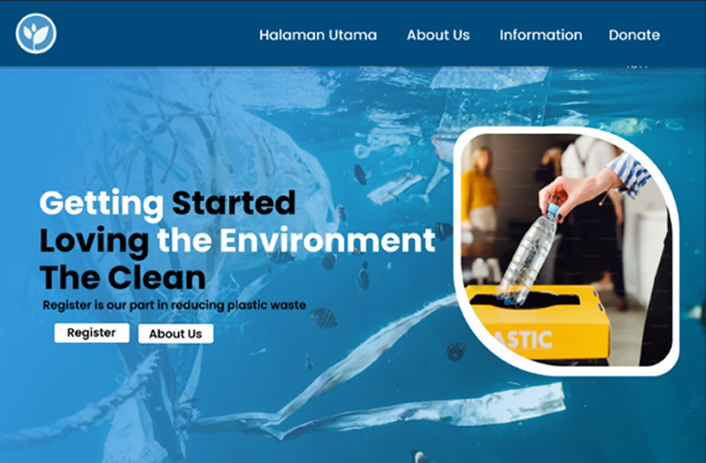 Halaman Utama About Us Information Donate
Getting Started
Loving the Environment
The Clean
Register is our part in reducing plastic waste
Register About Us
ASTIC